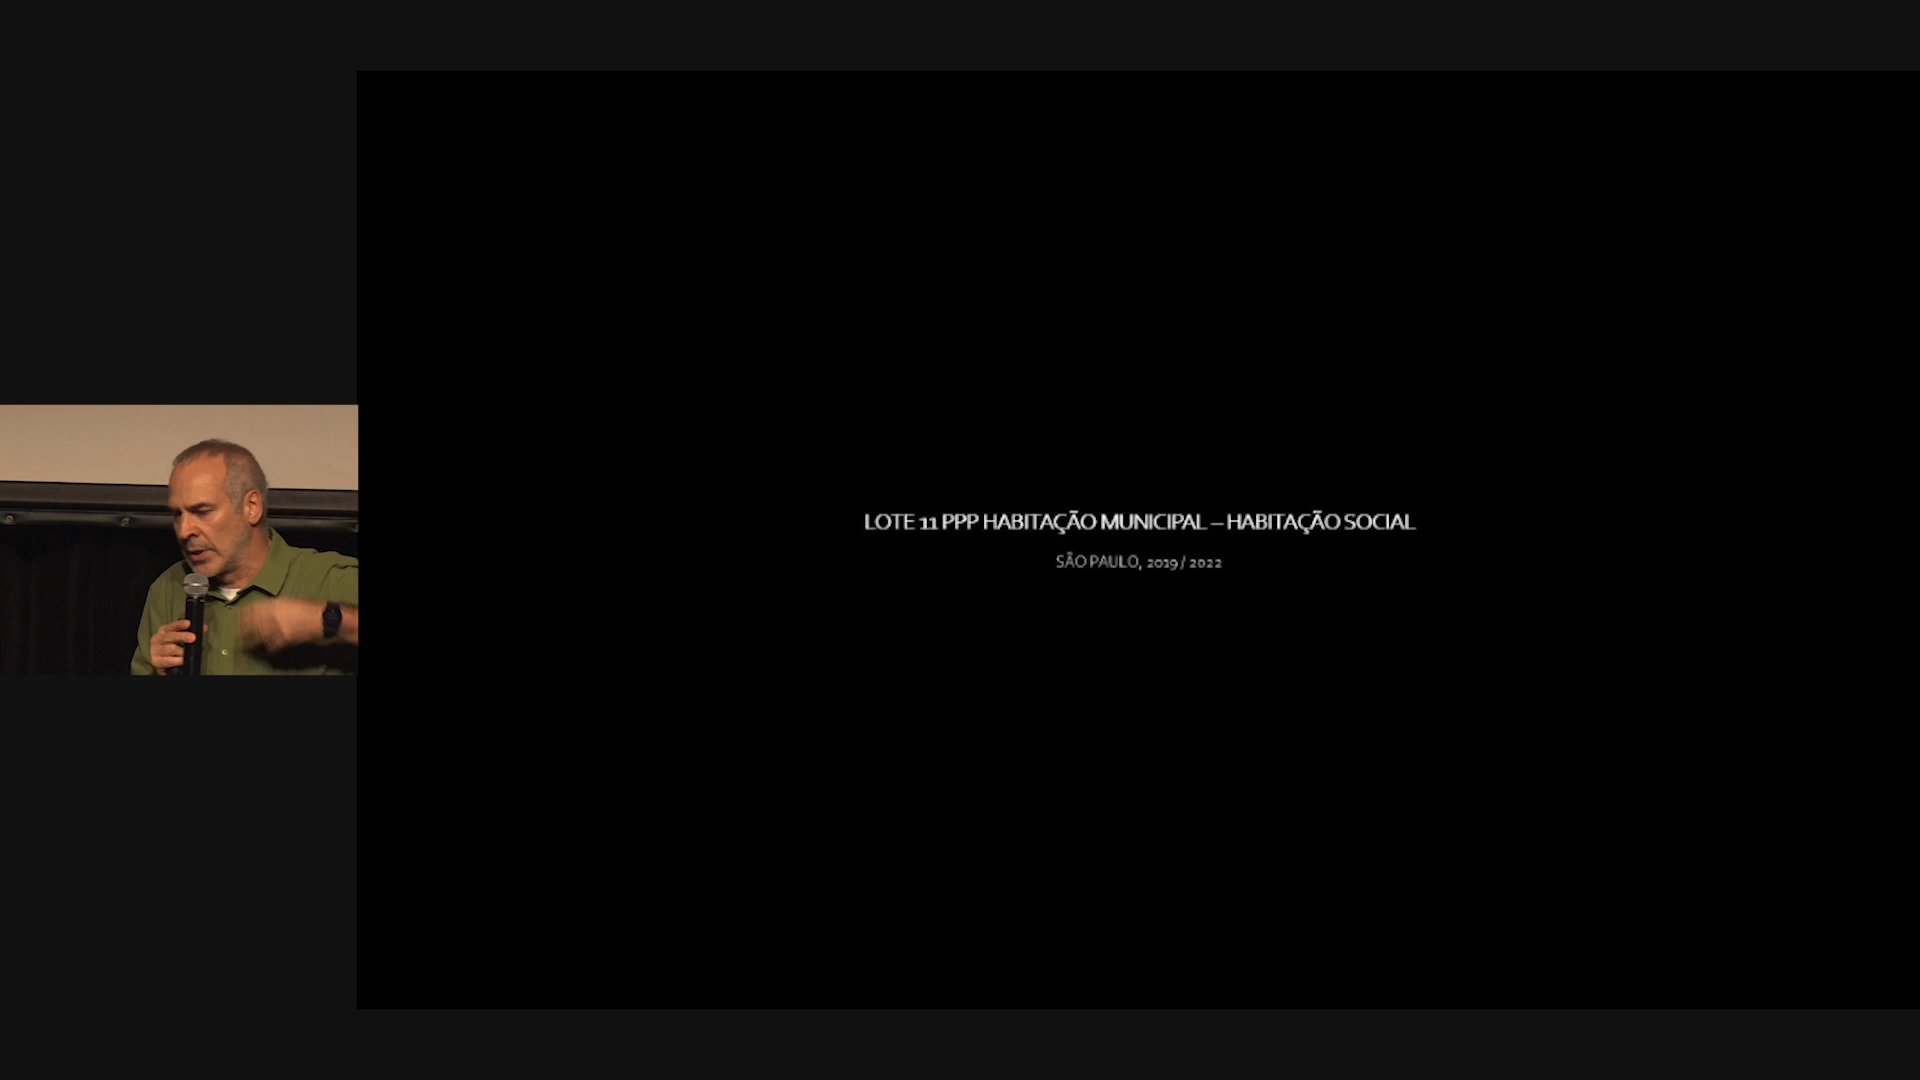 LOTE 11 PPP HABITAÇÃO MUNICIPAL – HABITAÇÃO SOCIAL
SÃO PAULO, 2019 / 2022